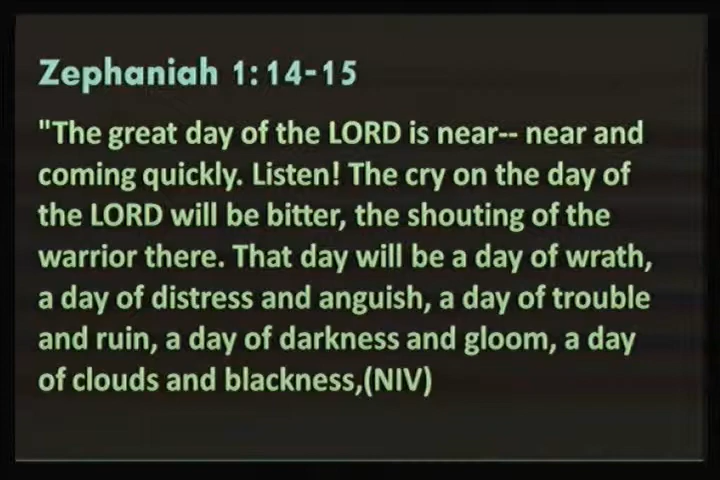 Zephaniah 1:14-15
"The great day of the LORD is near-- near and
coming quickly. Listen! The cry on the day of
the LORD will be bitter, the shouting of the
warrior there. That day will be a day of wrath,
a day of distress and anguish, a day of trouble
and ruin, a day of darkness and gloom, a day
of clouds and blackness,(NIV)